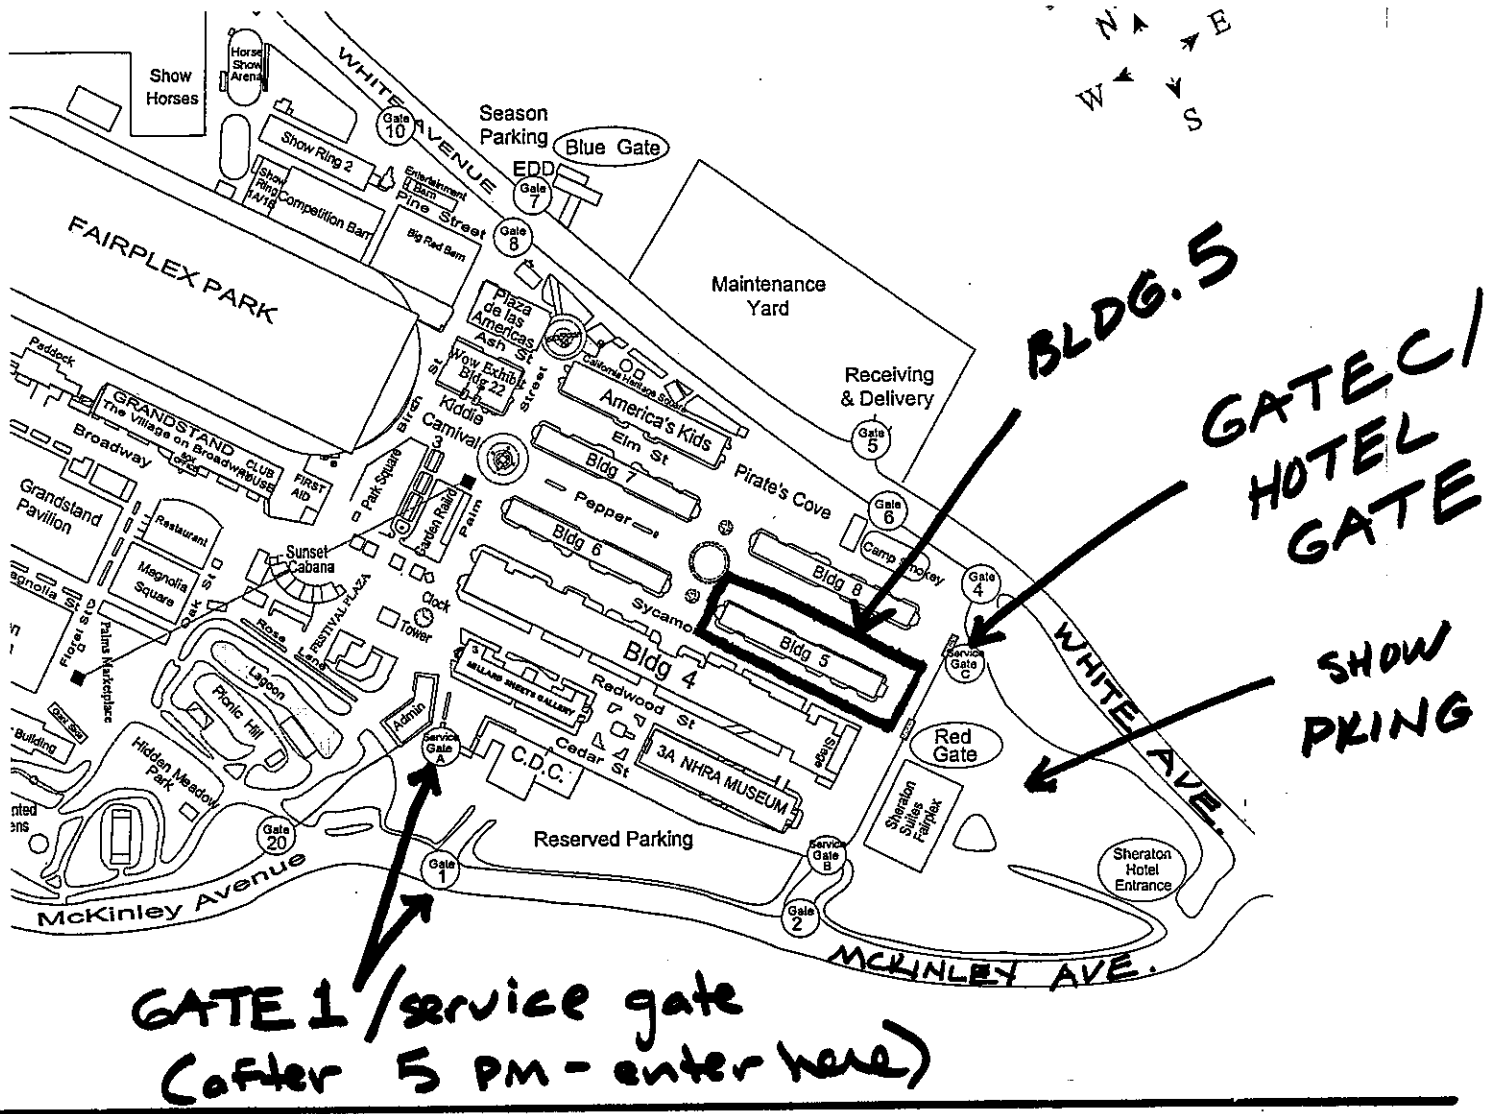 N
E
W
S
WHITE AVENUE
Horse
Show
Arena
Show
Horses
Gate
10
Season
Parking
Blue Gate
EDD
Gate
7
Gate
8
Show Ring 2
Show
Ring
1A/1B
Competition Barn
Entertainment
Barn
Pine Street
Big Red Barn
FAIRPLEX PARK
Maintenance
Yard
BLDG. 5
Plaza
de las
Americas
Ash St
Wow Exhibit
Bldg 22
Street
California Heritage Square
America's Kids
Elm St
Receiving
& Delivery
Gate
5
GATE C/
HOTEL
GATE
Paddock
GRANDSTAND
The Village on Broadway
CLUB
HOUSE
BOX
OFFICE
Broadway
FIRST
AID
Birch
St
Kiddie
Carnival
3
Park Square
Garden Railrd
Palm
Bldg 7
Pepper
Bldg 6
Pirate's Cove
Gate
6
Camp Smokey
Bldg 8
Gate
4
Grandstand
Pavilion
Restaurant
Magnolia
Square
Sunset
Cabana
Oak
St
Clock
Tower
FESTIVAL PLAZA
Sycamo
Bldg 5
Bldg 4
Service
Gate
C
WHITE AVE.
SHOW
PKING
Palms Marketplace
Rose
Lane
Lagoon
Picnic Hill
MILLARD SHEETS GALLERY
Redwood St
Stage
Red
Gate
Admin
Service
Gate
A
C.D.C.
Cedar St
3A NHRA MUSEUM
Sheraton
Suites
Fairplex
Building
Hidden Meadow
Park
nted
ens
Gate
20
Reserved Parking
Service
Gate
B
Sheraton
Hotel
Entrance
Gate
1
Gate
2
McKinley Avenue
MCKINLEY AVE.
GATE 1/service gate
(after 5 PM - enter here)